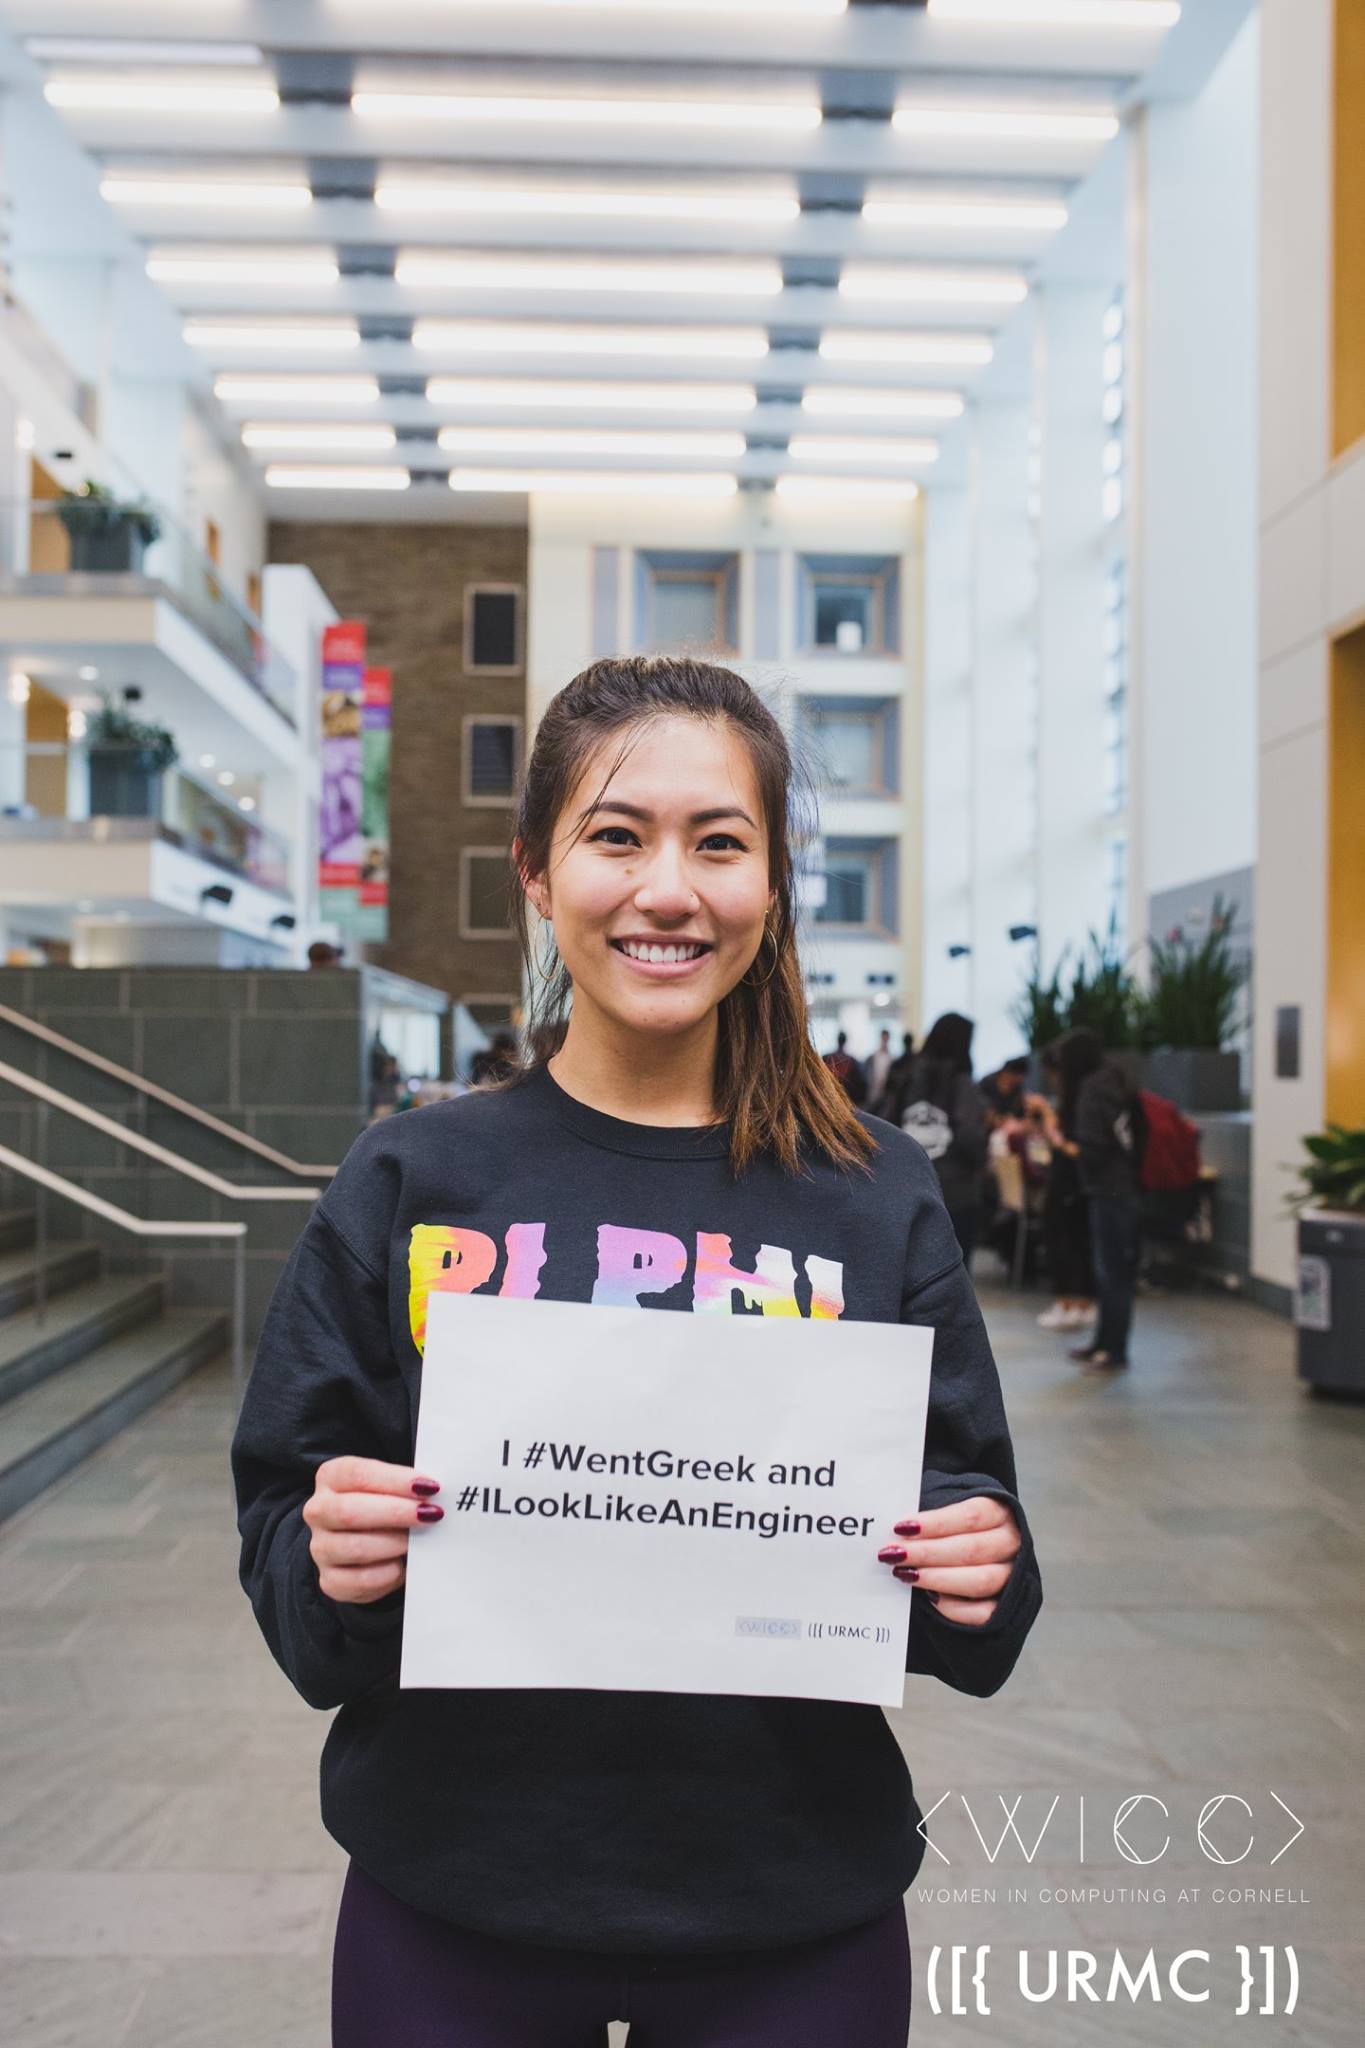 PI PHI
I #WentGreek and
#ILookLikeAnEngineer
<WICC> ([{ URMC }])
<WICC>
WOMEN IN COMPUTING AT CORNELL
([{ URMC }])